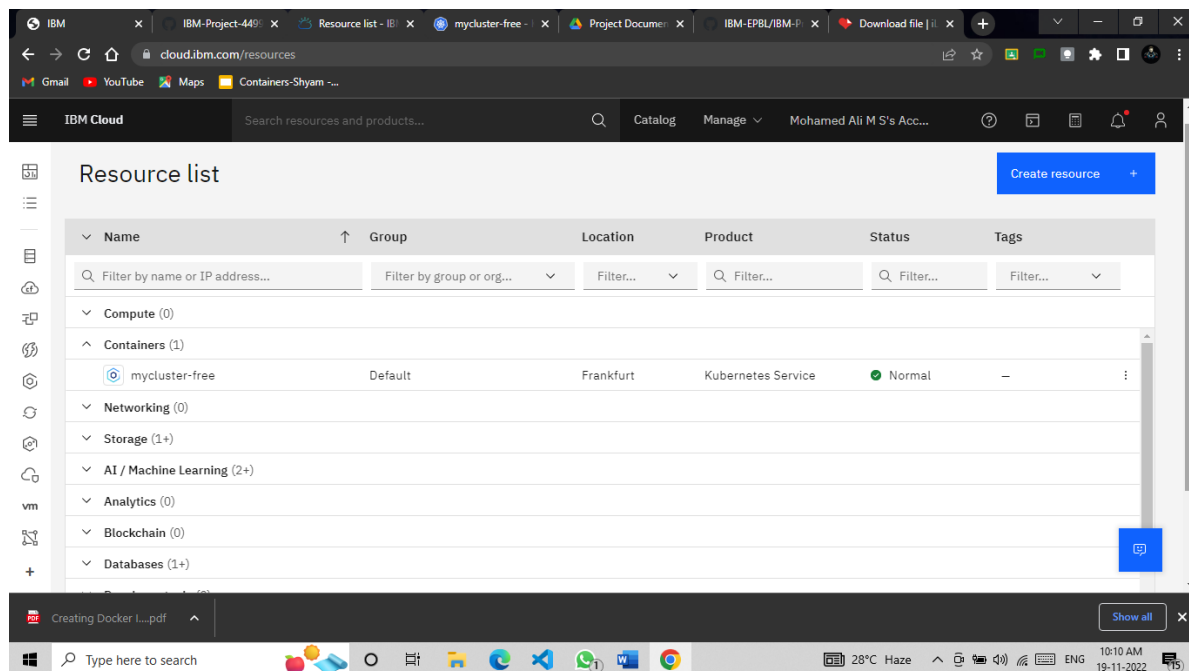 IBM
IBM-Project-4499
Resource list - IB
mycluster-free -
Project Documen
IBM-EPBL/IBM-P
Download file | iL
cloud.ibm.com/resources
Gmail YouTube Maps Containers-Shyam -...
IBM Cloud Search resources and products... Catalog Manage Mohamed Ali M S's Acc...
Resource list
Create resource +
Name Group Location Product Status Tags
Filter by name or IP address... Filter by group or org... Filter... Filter... Filter... Filter...
Compute (0)
Containers (1)
mycluster-free Default Frankfurt Kubernetes Service Normal –
Networking (0)
Storage (1+)
AI / Machine Learning (2+)
Analytics (0)
vm
Blockchain (0)
Databases (1+)
Creating Docker I....pdf
Show all
Type here to search
28°C Haze
ENG
10:10 AM
19-11-2022
15